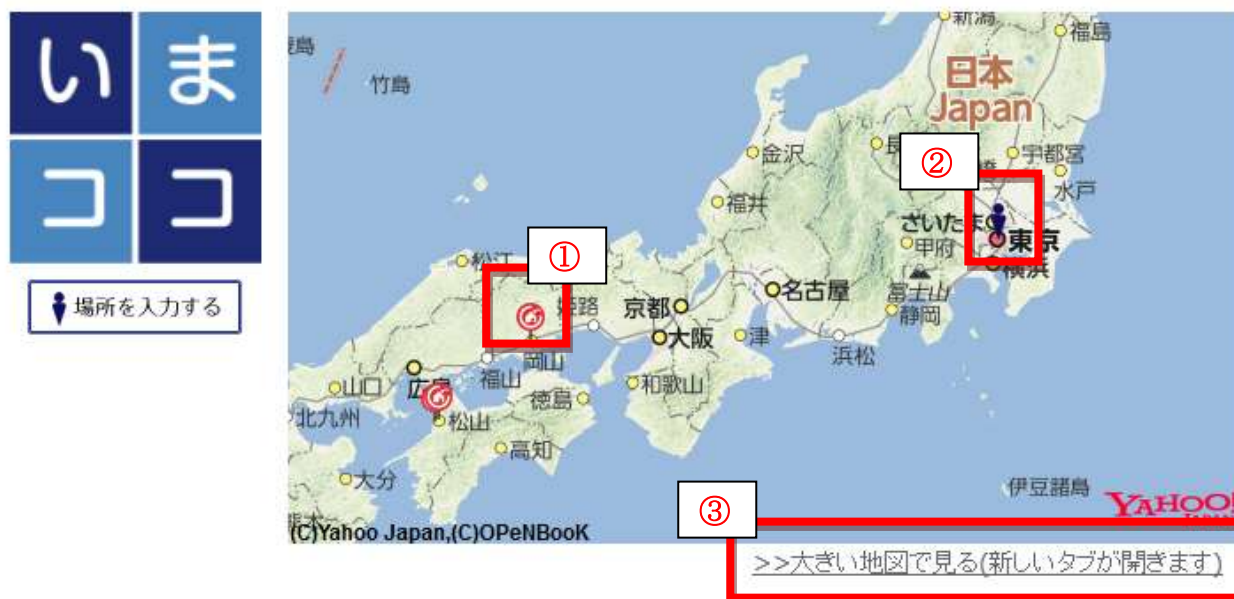 いま
ココ
場所を入力する
竹島
新潟
福島
日本
Japan
金沢
②
宇都宮
水戸
福井
さいたま
甲府
東京
横浜
①
松江
姫路
京都
名古屋
富士山
静岡
大阪
津
浜松
岡山
福山
広島
山口
和歌山
徳島
北九州
松山
高知
大分
伊豆諸島
③
YAHOO!
JAPAN
(C)Yahoo Japan,(C)OPeNBooK
>>大きい地図で見る(新しいタブが開きます)